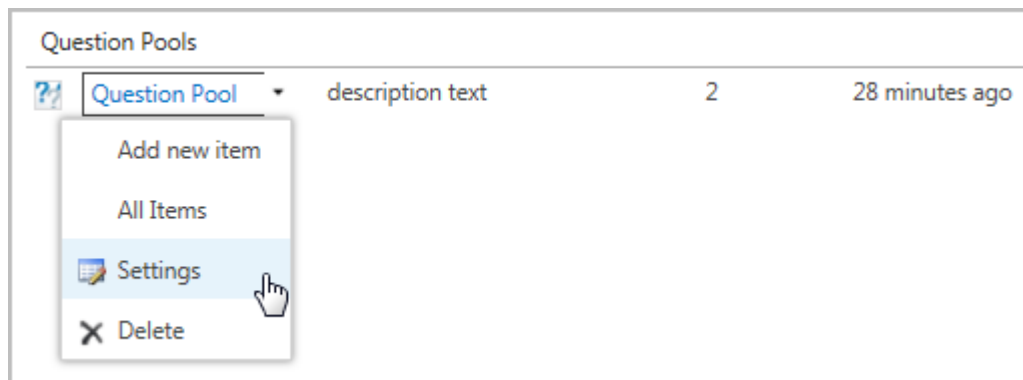 Question Pools
Question Pool description text 2 28 minutes ago
Add new item
All Items
Settings
Delete